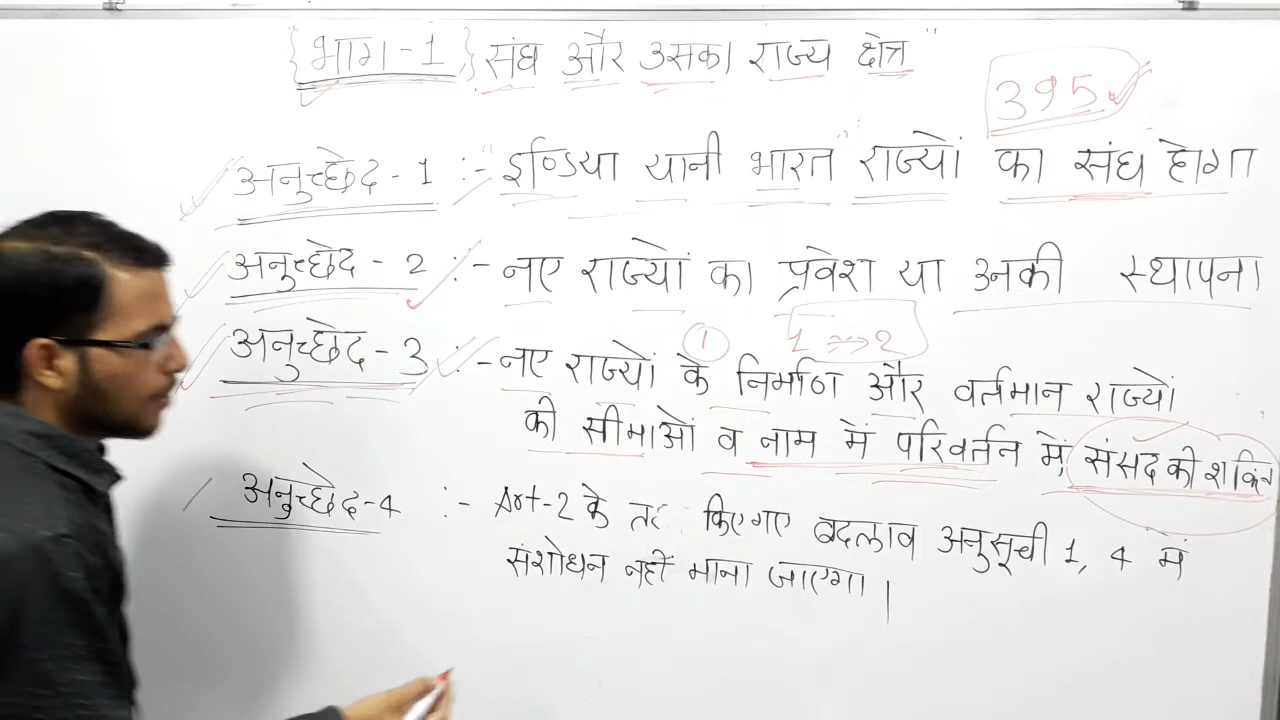 {भाग-1} संघ और उसका राज्य क्षेत्र"
395
अनुच्छेद-1 :- "इण्डिया यानी भारत" राज्यों का संघ होगा
अनुच्छेद-2 :- नए राज्यों का प्रवेश या उनकी स्थापना
1 1 => 2
अनुच्छेद-3 :- नए राज्यों के निर्माण और वर्तमान राज्यों
की सीमाओं व नाम में परिवर्तन में संसद की शक्ति
अनुच्छेद-4 :- Art-2 के किए गए बदलाव अनुसूची 1, 4 में
संशोधन नहीं माना जाएगा।